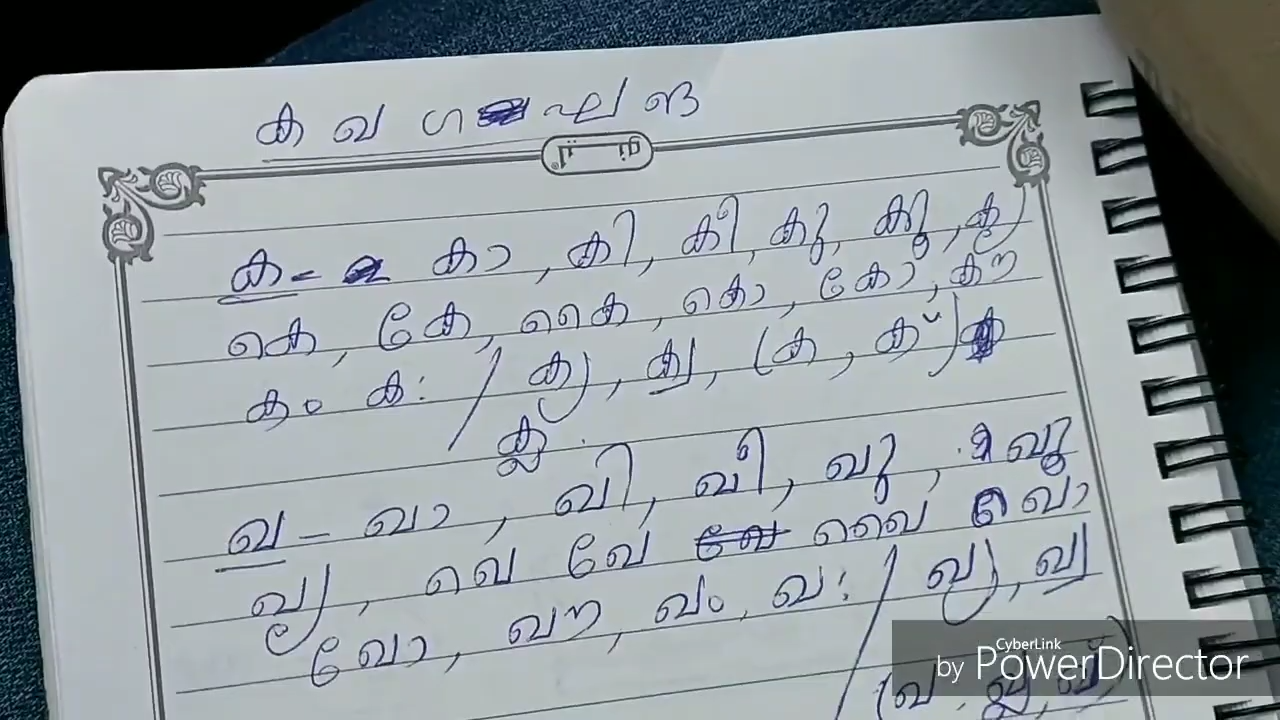 ക ഖ ഗ ഘ ങ
ക - കാ, കി, കീ, കു, കൂ, കൃ
കെ, കേ, കൈ, കൊ, കോ, കൗ
കം കഃ / ക്യ, ക്വ, ക്ര, ക്
ക്ല
ഖ - ഖാ, ഖി, ഖീ, ഖു, ഖൂ
ഖൃ, ഖെ ഖേ ഖൈ ഖൊ
ഖോ, ഖൗ, ഖം, ഖഃ / ഖ്യ, ഖ്വ
ഖ്ര, ഖ്ല, ഖ്
CyberLink
by PowerDirector